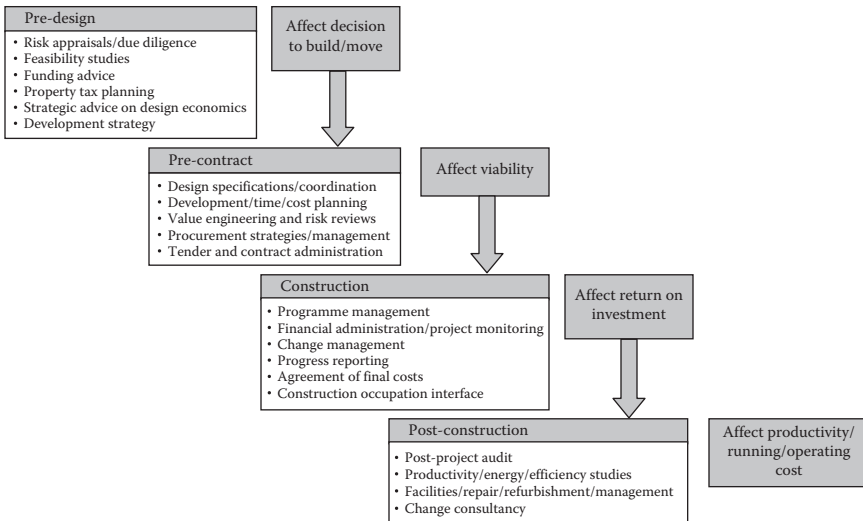 Pre-design
• Risk appraisals/due diligence
• Feasibility studies
• Funding advice
• Property tax planning
• Strategic advice on design economics
• Development strategy
Affect decision
to build/move
Pre-contract
• Design specifications/coordination
• Development/time/cost planning
• Value engineering and risk reviews
• Procurement strategies/management
• Tender and contract administration
Affect viability
Construction
• Programme management
• Financial administration/project monitoring
• Change management
• Progress reporting
• Agreement of final costs
• Construction occupation interface
Affect return on
investment
Post-construction
• Post-project audit
• Productivity/energy/efficiency studies
• Facilities/repair/refurbishment/management
• Change consultancy
Affect productivity/
running/operating
cost